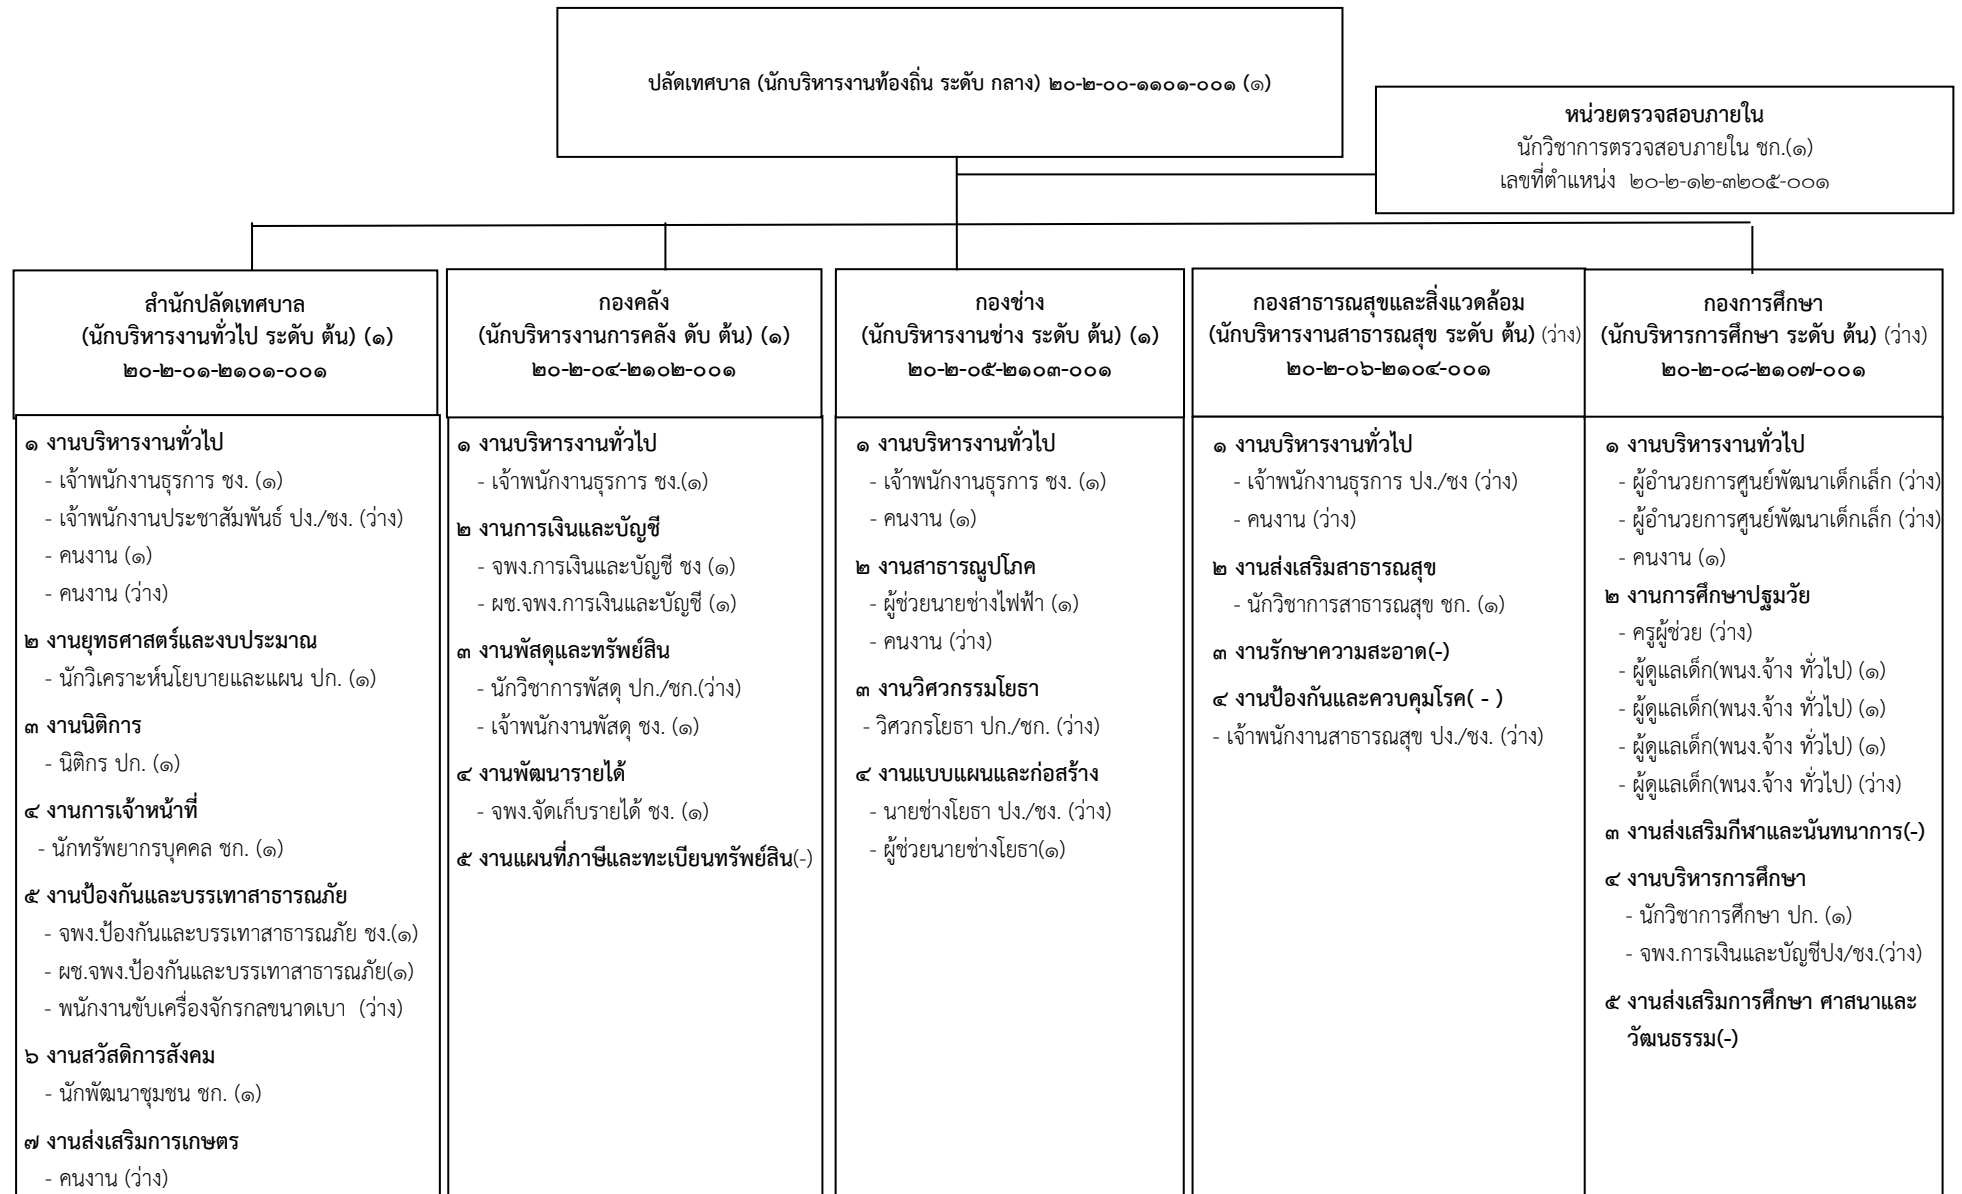 ปลัดเทศบาล (นักบริหารงานท้องถิ่น ระดับ กลาง) ๒๐-๒-๐๐-๑๑๐๑-๐๐๑ (๑)
หน่วยตรวจสอบภายใน
นักวิชาการตรวจสอบภายใน ชก.(๑)
เลขที่ตำแหน่ง ๒๐-๒-๑๒-๓๒๐๕-๐๐๑
สำนักปลัดเทศบาล
(นักบริหารงานทั่วไป ระดับ ต้น) (๑)
๒๐-๒-๐๑-๒๑๐๑-๐๐๑
๑ งานบริหารงานทั่วไป
- เจ้าพนักงานธุรการ ชง. (๑)
- เจ้าพนักงานประชาสัมพันธ์ ปง./ชง. (ว่าง)
- คนงาน (๑)
- คนงาน (ว่าง)
๒ งานยุทธศาสตร์และงบประมาณ
- นักวิเคราะห์นโยบายและแผน ปก. (๑)
๓ งานนิติการ
- นิติกร ปก. (๑)
๔ งานการเจ้าหน้าที่
- นักทรัพยากรบุคคล ชก. (๑)
๕ งานป้องกันและบรรเทาสาธารณภัย
- จพง.ป้องกันและบรรเทาสาธารณภัย ชง.(๑)
- ผช.จพง.ป้องกันและบรรเทาสาธารณภัย(๑)
- พนักงานขับเครื่องจักรกลขนาดเบา (ว่าง)
๖ งานสวัสดิการสังคม
- นักพัฒนาชุมชน ชก. (๑)
๗ งานส่งเสริมการเกษตร
- คนงาน (ว่าง)
กองคลัง
(นักบริหารงานการคลัง ดับ ต้น) (๑)
๒๐-๒-๐๔-๒๑๐๒-๐๐๑
๑ งานบริหารงานทั่วไป
- เจ้าพนักงานธุรการ ชง.(๑)
๒ งานการเงินและบัญชี
- จพง.การเงินและบัญชี ชง (๑)
- ผช.จพง.การเงินและบัญชี (๑)
๓ งานพัสดุและทรัพย์สิน
- นักวิชาการพัสดุ ปก./ชก.(ว่าง)
- เจ้าพนักงานพัสดุ ชง. (๑)
๔ งานพัฒนารายได้
- จพง.จัดเก็บรายได้ ชง. (๑)
๕ งานแผนที่ภาษีและทะเบียนทรัพย์สิน(-)
กองช่าง
(นักบริหารงานช่าง ระดับ ต้น) (๑)
๒๐-๒-๐๕-๒๑๐๓-๐๐๑
๑ งานบริหารงานทั่วไป
- เจ้าพนักงานธุรการ ชง. (๑)
- คนงาน (๑)
๒ งานสาธารณูปโภค
- ผู้ช่วยนายช่างไฟฟ้า (๑)
- คนงาน (ว่าง)
๓ งานวิศวกรรมโยธา
- วิศวกรโยธา ปก./ชก. (ว่าง)
๔ งานแบบแผนและก่อสร้าง
- นายช่างโยธา ปง./ชง. (ว่าง)
- ผู้ช่วยนายช่างโยธา(๑)
กองสาธารณสุขและสิ่งแวดล้อม
(นักบริหารงานสาธารณสุข ระดับ ต้น) (ว่าง)
๒๐-๒-๐๖-๒๑๐๔-๐๐๑
๑ งานบริหารงานทั่วไป
- เจ้าพนักงานธุรการ ปง./ชง (ว่าง)
- คนงาน (ว่าง)
๒ งานส่งเสริมสาธารณสุข
- นักวิชาการสาธารณสุข ชก. (๑)
๓ งานรักษาความสะอาด(-)
๔ งานป้องกันและควบคุมโรค( - )
- เจ้าพนักงานสาธารณสุข ปง./ชง. (ว่าง)
กองการศึกษา
(นักบริหารการศึกษา ระดับ ต้น) (ว่าง)
๒๐-๒-๐๘-๒๑๐๗-๐๐๑
๑ งานบริหารงานทั่วไป
- ผู้อำนวยการศูนย์พัฒนาเด็กเล็ก (ว่าง)
- ผู้อำนวยการศูนย์พัฒนาเด็กเล็ก (ว่าง)
- คนงาน (๑)
๒ งานการศึกษาปฐมวัย
- ครูผู้ช่วย (ว่าง)
- ผู้ดูแลเด็ก(พนง.จ้าง ทั่วไป) (๑)
- ผู้ดูแลเด็ก(พนง.จ้าง ทั่วไป) (๑)
- ผู้ดูแลเด็ก(พนง.จ้าง ทั่วไป) (๑)
- ผู้ดูแลเด็ก(พนง.จ้าง ทั่วไป) (ว่าง)
๓ งานส่งเสริมกีฬาและนันทนาการ(-)
๔ งานบริหารการศึกษา
- นักวิชาการศึกษา ปก. (๑)
- จพง.การเงินและบัญชีปง/ชง.(ว่าง)
๕ งานส่งเสริมการศึกษา ศาสนาและ
วัฒนธรรม(-)